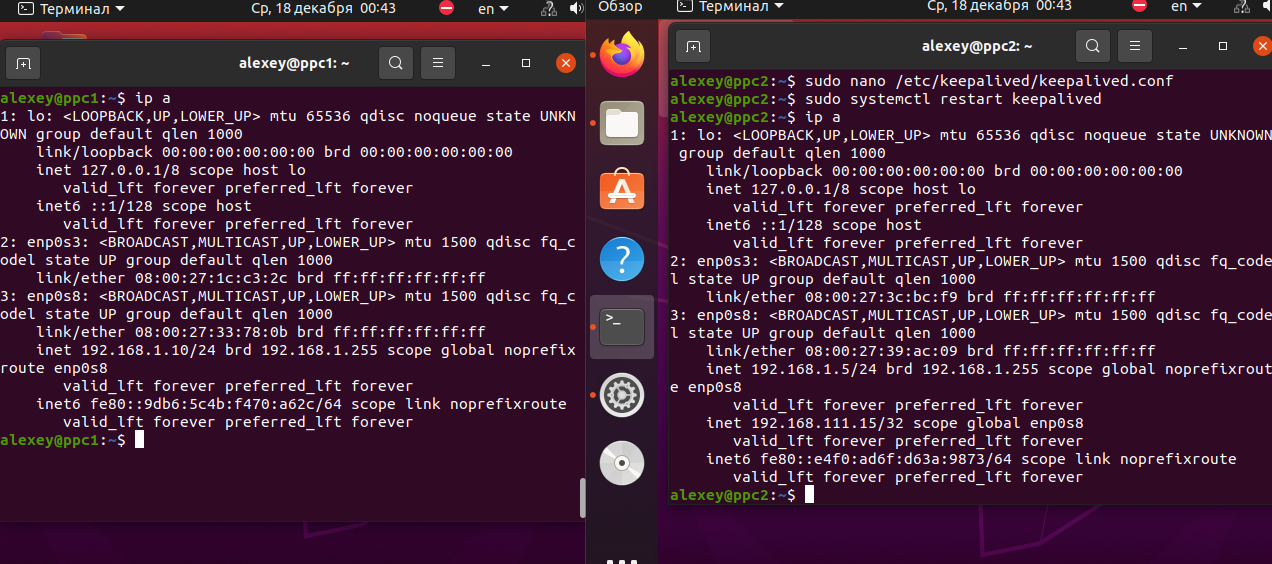 Терминал
Ср, 18 декабря 00:43
en
alexey@ppc1: ~
alexey@ppc1:~$ ip a
1: lo: <LOOPBACK,UP,LOWER_UP> mtu 65536 qdisc noqueue state UNKN
OWN group default qlen 1000
    link/loopback 00:00:00:00:00:00 brd 00:00:00:00:00:00
    inet 127.0.0.1/8 scope host lo
       valid_lft forever preferred_lft forever
    inet6 ::1/128 scope host
       valid_lft forever preferred_lft forever
2: enp0s3: <BROADCAST,MULTICAST,UP,LOWER_UP> mtu 1500 qdisc fq_c
odel state UP group default qlen 1000
    link/ether 08:00:27:1c:c3:2c brd ff:ff:ff:ff:ff:ff
3: enp0s8: <BROADCAST,MULTICAST,UP,LOWER_UP> mtu 1500 qdisc fq_c
odel state UP group default qlen 1000
    link/ether 08:00:27:33:78:0b brd ff:ff:ff:ff:ff:ff
    inet 192.168.1.10/24 brd 192.168.1.255 scope global noprefix
route enp0s8
       valid_lft forever preferred_lft forever
    inet6 fe80::9db6:5c4b:f470:a62c/64 scope link noprefixroute
       valid_lft forever preferred_lft forever
alexey@ppc1:~$
Обзор
Терминал
Ср, 18 декабря 00:43
en
alexey@ppc2: ~
alexey@ppc2:~$ sudo nano /etc/keepalived/keepalived.conf
alexey@ppc2:~$ sudo systemctl restart keepalived
alexey@ppc2:~$ ip a
1: lo: <LOOPBACK,UP,LOWER_UP> mtu 65536 qdisc noqueue state UNKNOWN
 group default qlen 1000
    link/loopback 00:00:00:00:00:00 brd 00:00:00:00:00:00
    inet 127.0.0.1/8 scope host lo
       valid_lft forever preferred_lft forever
    inet6 ::1/128 scope host
       valid_lft forever preferred_lft forever
2: enp0s3: <BROADCAST,MULTICAST,UP,LOWER_UP> mtu 1500 qdisc fq_code
l state UP group default qlen 1000
    link/ether 08:00:27:3c:bc:f9 brd ff:ff:ff:ff:ff:ff
3: enp0s8: <BROADCAST,MULTICAST,UP,LOWER_UP> mtu 1500 qdisc fq_code
l state UP group default qlen 1000
    link/ether 08:00:27:39:ac:09 brd ff:ff:ff:ff:ff:ff
    inet 192.168.1.5/24 brd 192.168.1.255 scope global noprefixrout
e enp0s8
       valid_lft forever preferred_lft forever
    inet 192.168.111.15/32 scope global enp0s8
       valid_lft forever preferred_lft forever
    inet6 fe80::e4f0:ad6f:d63a:9873/64 scope link noprefixroute
       valid_lft forever preferred_lft forever
alexey@ppc2:~$